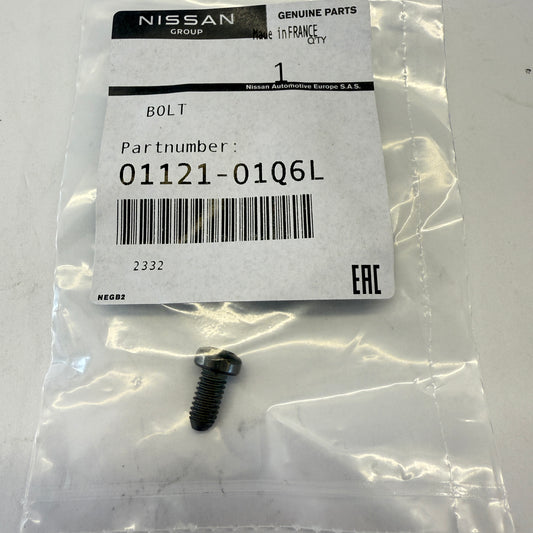 NISSAN
GROUP
GENUINE PARTS
Made in FRANCE
QTY
1
Nissan Automotive Europe S.A.S.
BOLT
Partnumber:
01121-01Q6L
2332
EAC
NEGB2